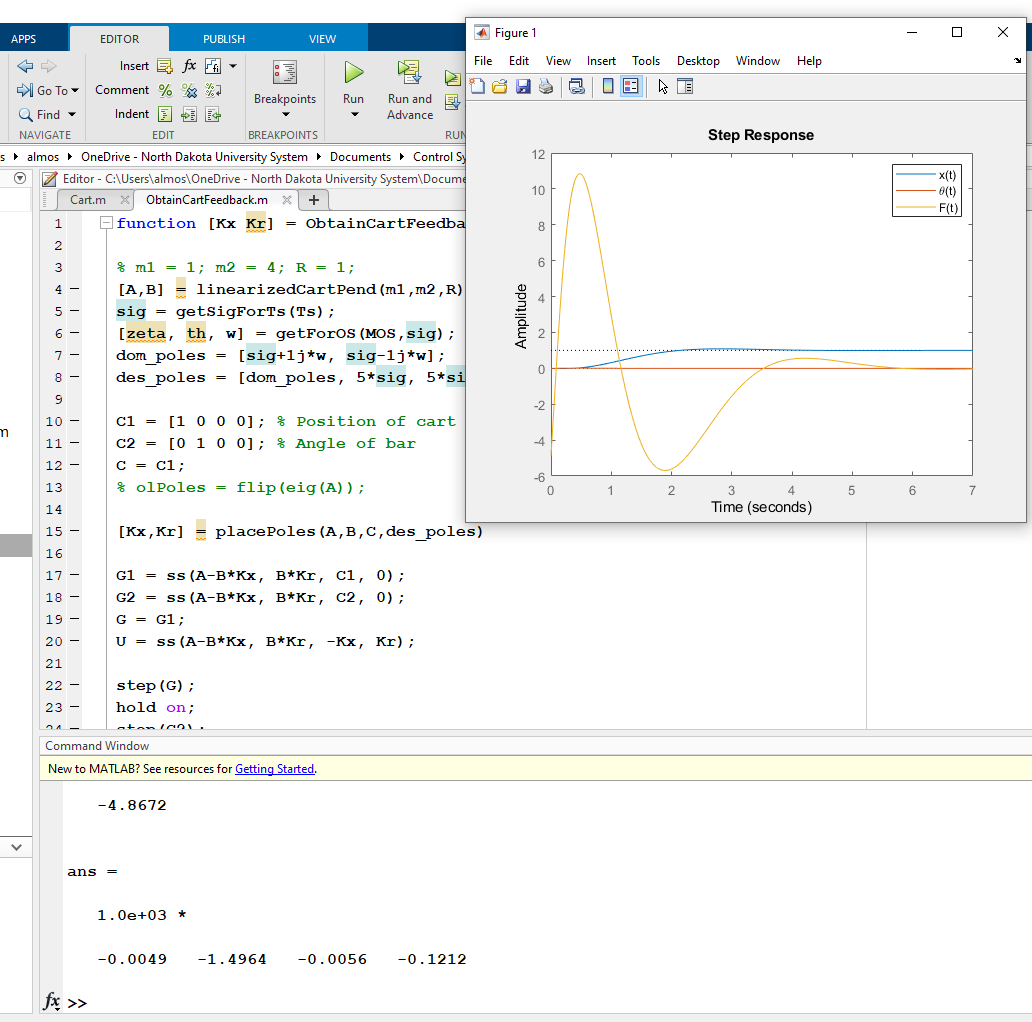 APPS EDITOR PUBLISH VIEW
Insert fx
Comment % % %
Indent
Go To
Find
Breakpoints
Run
Run and
Advance
NAVIGATE EDIT BREAKPOINTS RUN
s almos OneDrive - North Dakota University System Documents Control Sy
Editor - C:\Users\almos\OneDrive - North Dakota University System\Docume
Cart.m ObtainCartFeedback.m +
1 function [Kx Kr] = ObtainCartFeedba
2
3 % m1 = 1; m2 = 4; R = 1;
4 [A,B] = linearizedCartPend(m1,m2,R)
5 sig = getSigForTs(Ts);
6 [zeta, th, w] = getForOS(MOS,sig);
7 dom_poles = [sig+1j*w, sig-1j*w];
8 des_poles = [dom_poles, 5*sig, 5*si
9
10 C1 = [1 0 0 0]; % Position of cart
11 C2 = [0 1 0 0]; % Angle of bar
12 C = C1;
13 % olPoles = flip(eig(A));
14
15 [Kx,Kr] = placePoles(A,B,C,des_poles)
16
17 G1 = ss(A-B*Kx, B*Kr, C1, 0);
18 G2 = ss(A-B*Kx, B*Kr, C2, 0);
19 G = G1;
20 U = ss(A-B*Kx, B*Kr, -Kx, Kr);
21
22 step(G);
23 hold on;
24 step(G2);
m
Figure 1
File Edit View Insert Tools Desktop Window Help
Step Response
x(t)
θ(t)
F(t)
12
10
8
6
4
2
0
-2
-4
-6
Amplitude
0 1 2 3 4 5 6 7
Time (seconds)
Command Window
New to MATLAB? See resources for Getting Started.
-4.8672
ans =
1.0e+03 *
-0.0049 -1.4964 -0.0056 -0.1212
fx >>